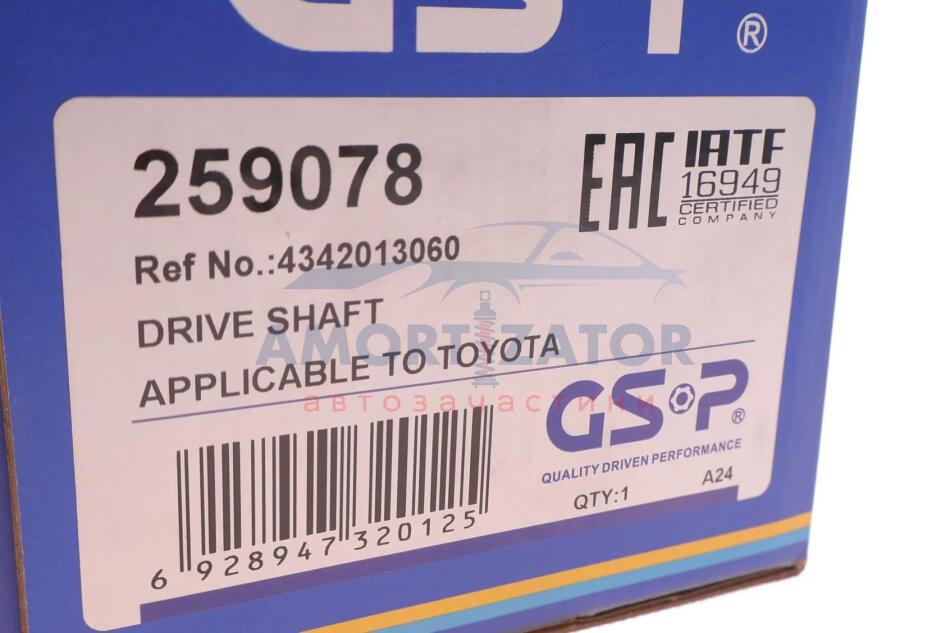 GSP®
259078
EAC
IATF
16949
CERTIFIED
COMPANY
Ref No.:4342013060
DRIVE SHAFT
APPLICABLE TO TOYOTA
AMORTIZATOR
автозачастини
GSP®
QUALITY DRIVEN PERFORMANCE
QTY:1 A24
6 928947 320125